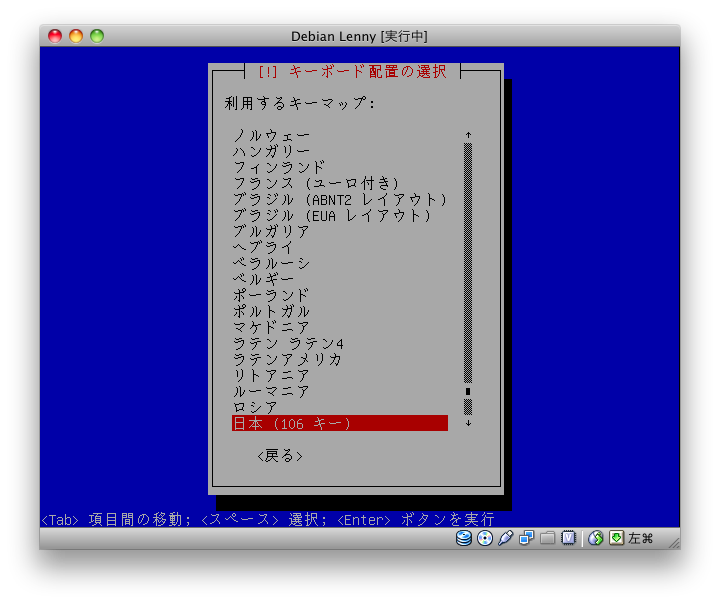 Debian Lenny [実行中]
[!] キーボード配置の選択
利用するキーマップ:
ノルウェー
ハンガリー
フィンランド
フランス (ユーロ付き)
ブラジル (ABNT2 レイアウト)
ブラジル (EUA レイアウト)
ブルガリア
ヘブライ
ベラルーシ
ベルギー
ポーランド
ポルトガル
マケドニア
ラテン ラテン4
ラテンアメリカ
リトアニア
ルーマニア
ロシア
日本 (106 キー)
<戻る>
<Tab> 項目間の移動; <スペース> 選択; <Enter> ボタンを実行
左⌘